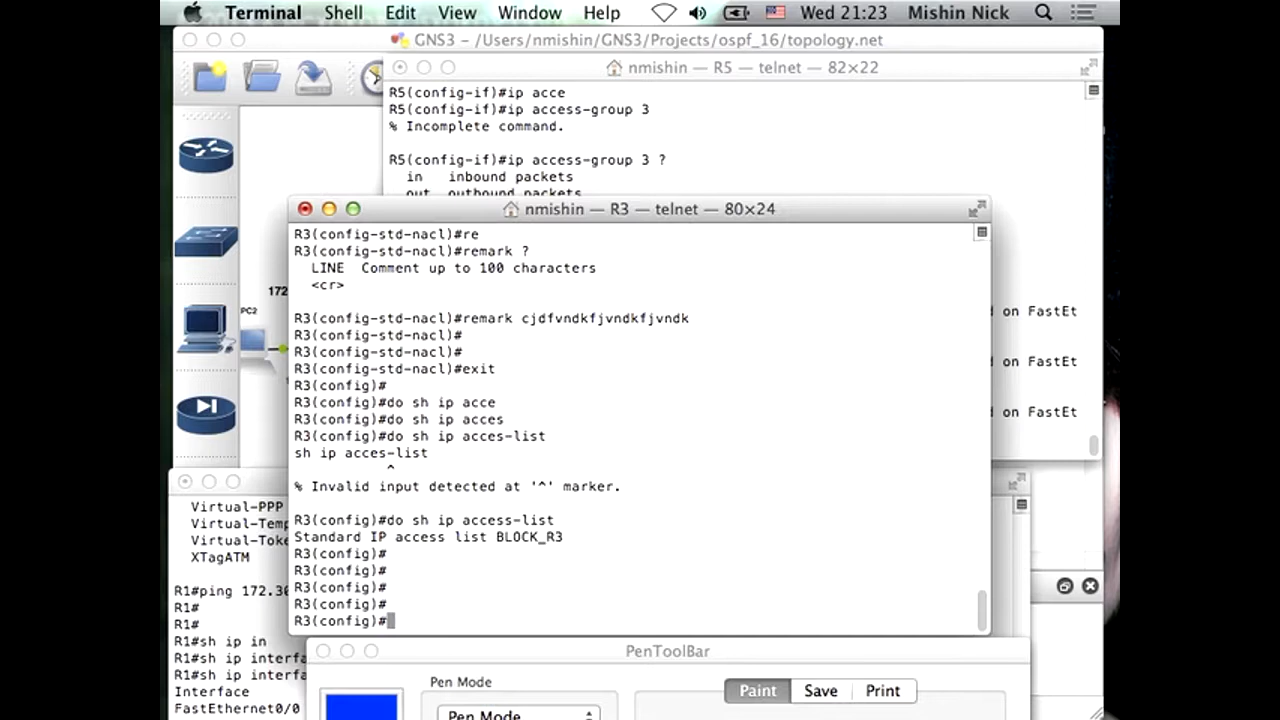 Terminal Shell Edit View Window Help Wed 21:23 Mishin Nick
GNS3 – /Users/nmishin/GNS3/Projects/ospf_16/topology.net
nmishin — R5 — telnet — 82×22
R5(config-if)#ip acce
R5(config-if)#ip access-group 3
% Incomplete command.
R5(config-if)#ip access-group 3 ?
in inbound packets
out outbound packets
nmishin — R3 — telnet — 80×24
R3(config-std-nacl)#re
R3(config-std-nacl)#remark ?
LINE Comment up to 100 characters
<cr>
R3(config-std-nacl)#remark cjdfvndkfjvndkfjvndk
R3(config-std-nacl)#
R3(config-std-nacl)#
R3(config-std-nacl)#exit
R3(config)#
R3(config)#do sh ip acce
R3(config)#do sh ip acces
R3(config)#do sh ip acces-list
sh ip acces-list
^
% Invalid input detected at '^' marker.
R3(config)#do sh ip access-list
Standard IP access list BLOCK_R3
R3(config)#
R3(config)#
R3(config)#
R3(config)#
R3(config)#
172
PC2
d on FastEt
d on FastEt
d on FastEt
Virtual-PPP
Virtual-Temp
Virtual-Toke
XTagATM
R1#ping 172.30
R1#
R1#
R1#sh ip in
R1#sh ip interfa
R1#sh ip interfa
Interface
FastEthernet0/0
PenToolBar
Pen Mode
Paint Save Print
Pen Mode